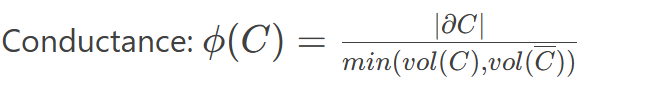 Conductance: ϕ(C) = |∂C| / min(vol(C),vol(C̅))